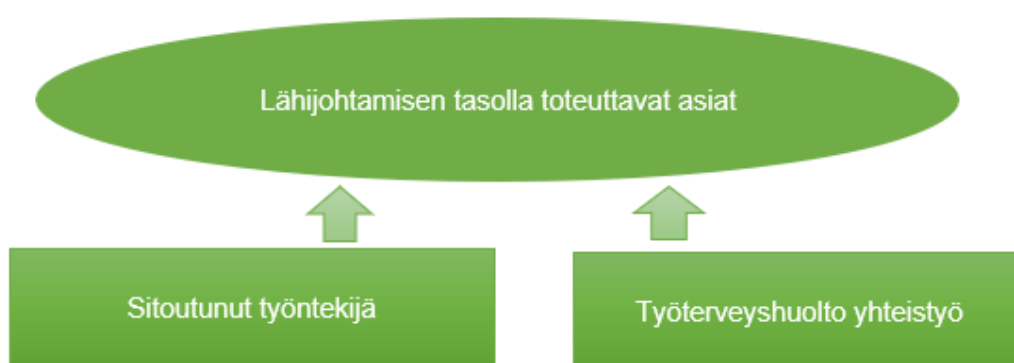 Lähijohtamisen tasolla toteuttavat asiat
Sitoutunut työntekijä
Työterveyshuolto yhteistyö